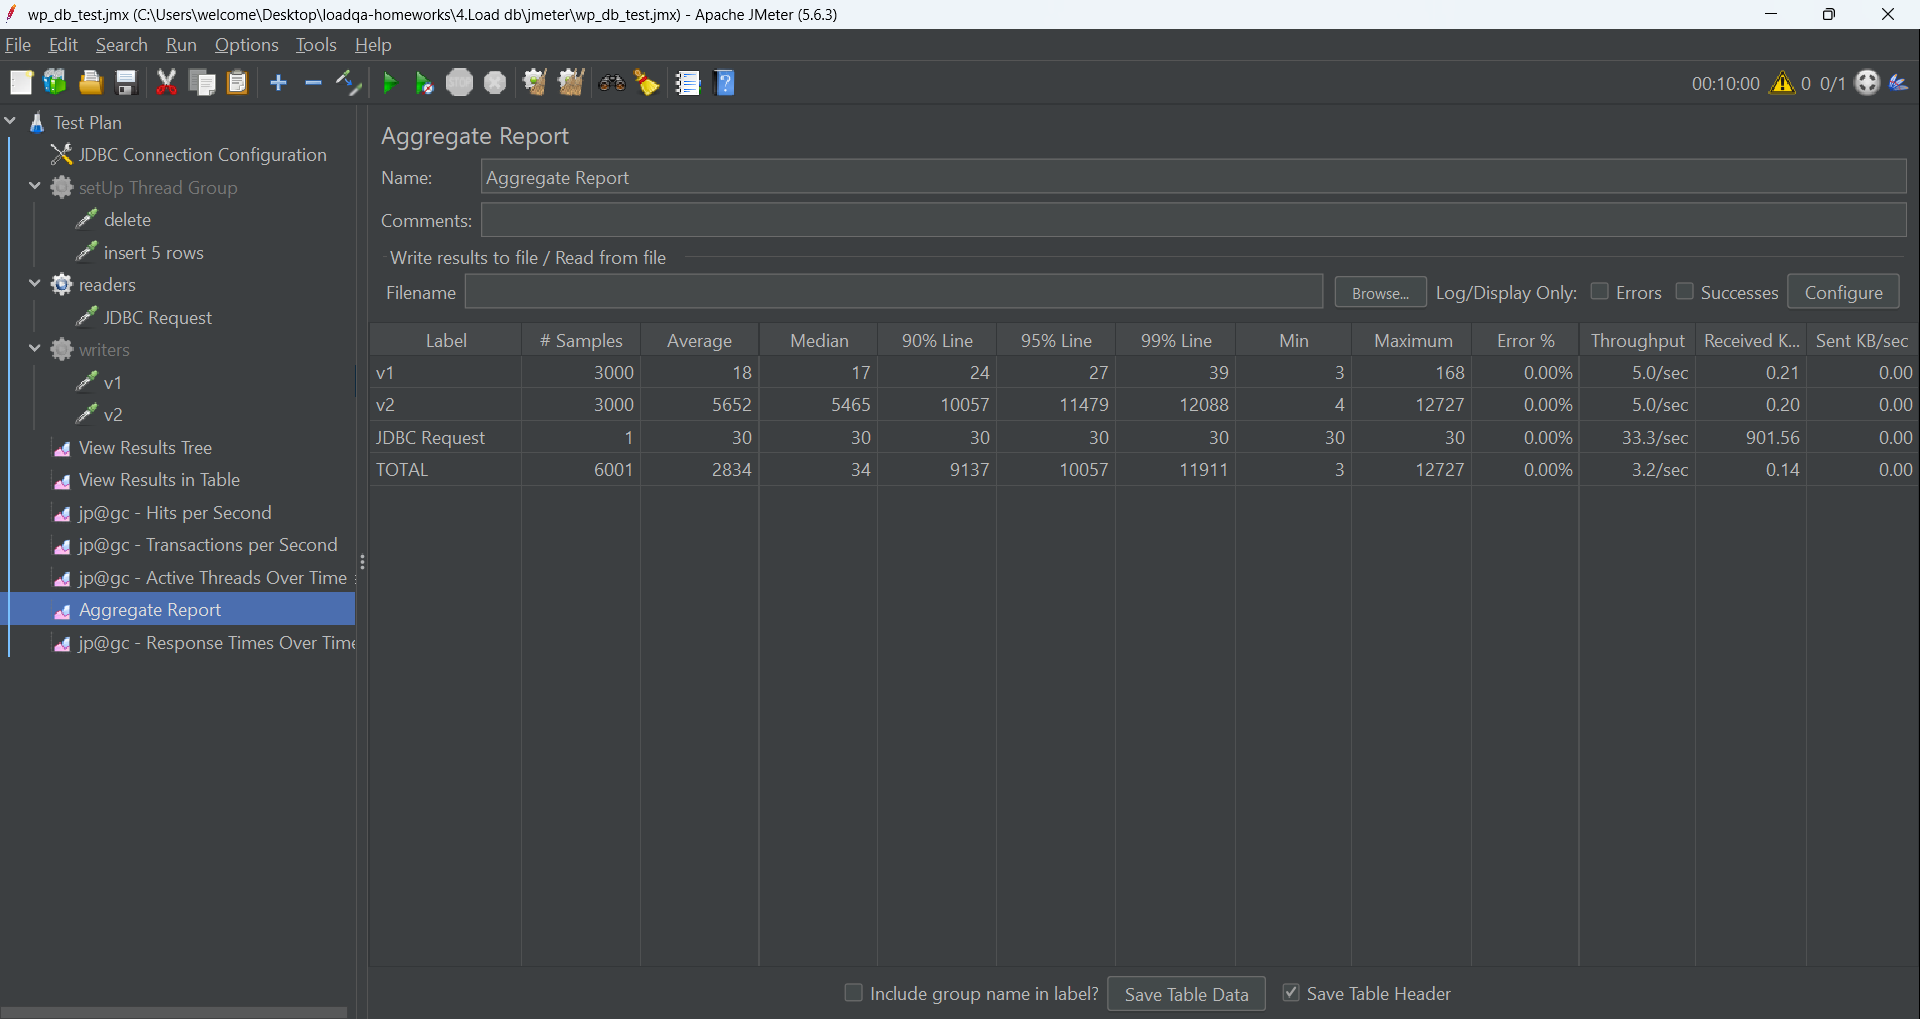 wp_db_test.jmx (C:\Users\welcome\Desktop\loadqa-homeworks\4.Load db\jmeter\wp_db_test.jmx) - Apache JMeter (5.6.3)
File Edit Search Run Options Tools Help
00:10:00 0 0/1
Test Plan
JDBC Connection Configuration
setUp Thread Group
delete
insert 5 rows
readers
JDBC Request
writers
v1
v2
View Results Tree
View Results in Table
jp@gc - Hits per Second
jp@gc - Transactions per Second
jp@gc - Active Threads Over Time
Aggregate Report
jp@gc - Response Times Over Time
Aggregate Report
Name: Aggregate Report
Comments:
Write results to file / Read from file
Filename Browse... Log/Display Only: Errors Successes Configure
Label # Samples Average Median 90% Line 95% Line 99% Line Min Maximum Error % Throughput Received K... Sent KB/sec
v1 3000 18 17 24 27 39 3 168 0.00% 5.0/sec 0.21 0.00
v2 3000 5652 5465 10057 11479 12088 4 12727 0.00% 5.0/sec 0.20 0.00
JDBC Request 1 30 30 30 30 30 30 30 0.00% 33.3/sec 901.56 0.00
TOTAL 6001 2834 34 9137 10057 11911 3 12727 0.00% 3.2/sec 0.14 0.00
Include group name in label? Save Table Data Save Table Header